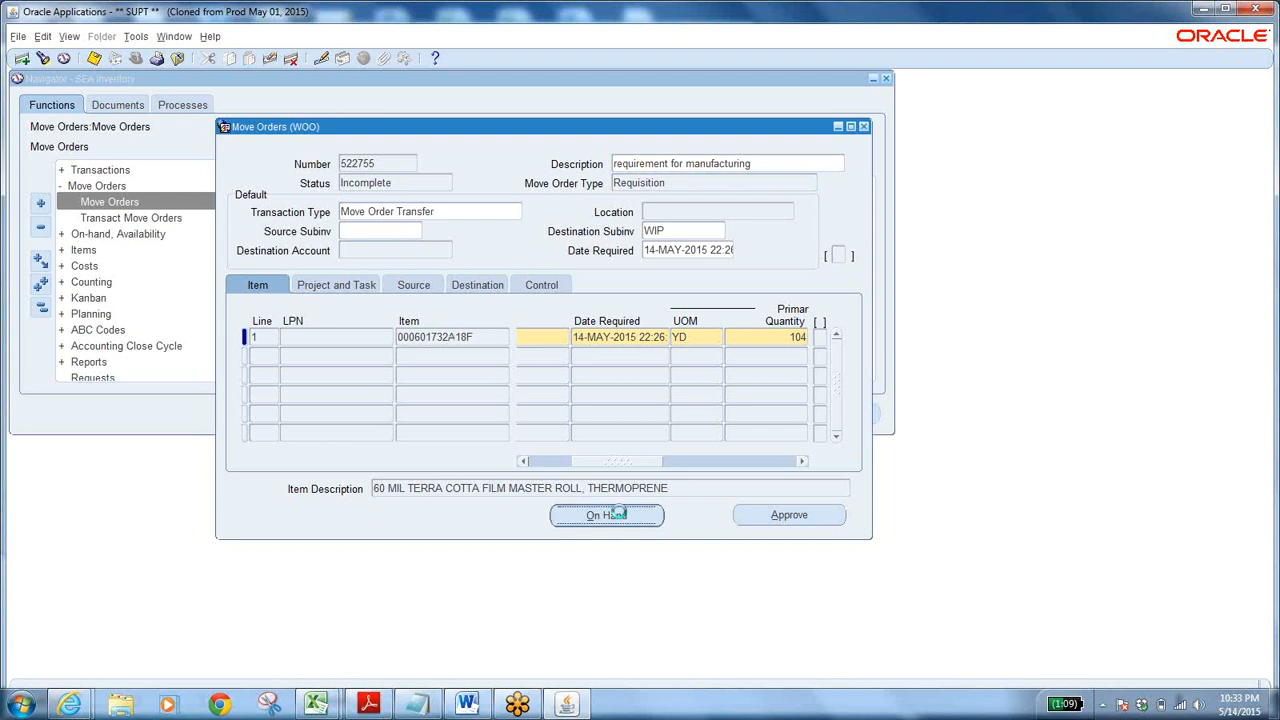 Oracle Applications - ** SUPT ** (Cloned from Prod May 01, 2015)
File Edit View Folder Tools Window Help
ORACLE
Navigator - SEA Inventory
Functions Documents Processes
Move Orders:Move Orders
Move Orders
+ Transactions
- Move Orders
Move Orders
Transact Move Orders
+ On-hand, Availability
+ Items
+ Costs
+ Counting
+ Kanban
+ Planning
+ ABC Codes
+ Accounting Close Cycle
+ Reports
Requests
Move Orders (WOO)
Number 522755 Description requirement for manufacturing
Status Incomplete Move Order Type Requisition
Default
Transaction Type Move Order Transfer Location
Source Subinv Destination Subinv WIP
Destination Account Date Required 14-MAY-2015 22:26
[ ]
Item Project and Task Source Destination Control
Primar
Line LPN Item Date Required UOM Quantity [ ]
1 000601732A18F 14-MAY-2015 22:26: YD 104
Item Description 60 MIL TERRA COTTA FILM MASTER ROLL, THERMOPRENE
On Approve
(1:09) 10:33 PM
5/14/2015